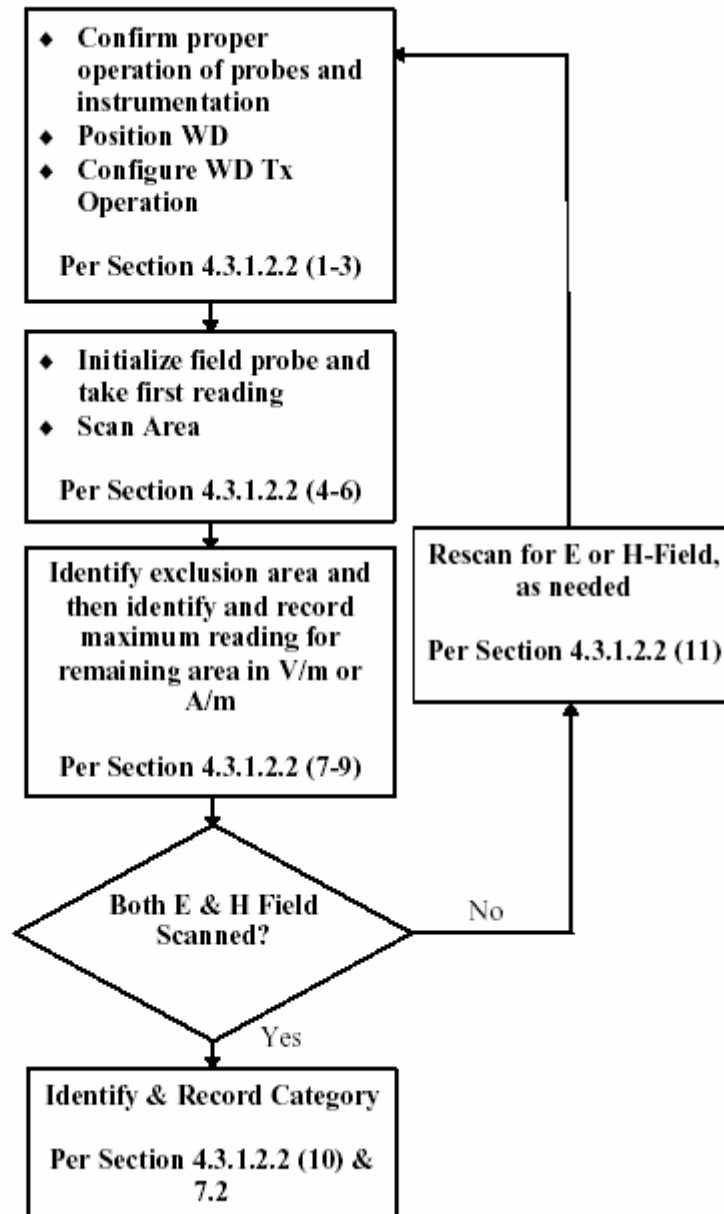 ♦ Confirm proper
operation of probes and
instrumentation
♦ Position WD
♦ Configure WD Tx
Operation
Per Section 4.3.1.2.2 (1-3)
♦ Initialize field probe and
take first reading
♦ Scan Area
Per Section 4.3.1.2.2 (4-6)
Identify exclusion area and
then identify and record
maximum reading for
remaining area in V/m or
A/m
Per Section 4.3.1.2.2 (7-9)
Rescan for E or H-Field,
as needed
Per Section 4.3.1.2.2 (11)
Both E & H Field
Scanned?
No
Yes
Identify & Record Category
Per Section 4.3.1.2.2 (10) &
7.2